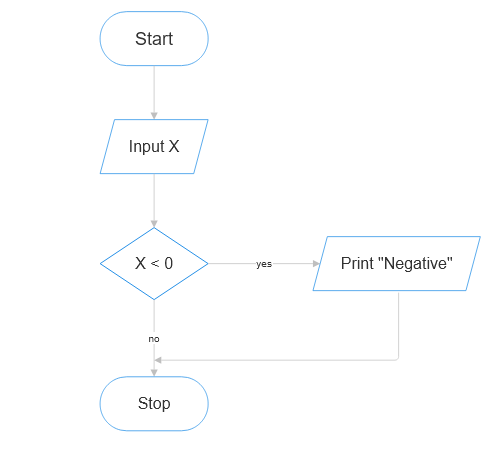 Start
Input X
X < 0
yes
Print "Negative"
no
Stop